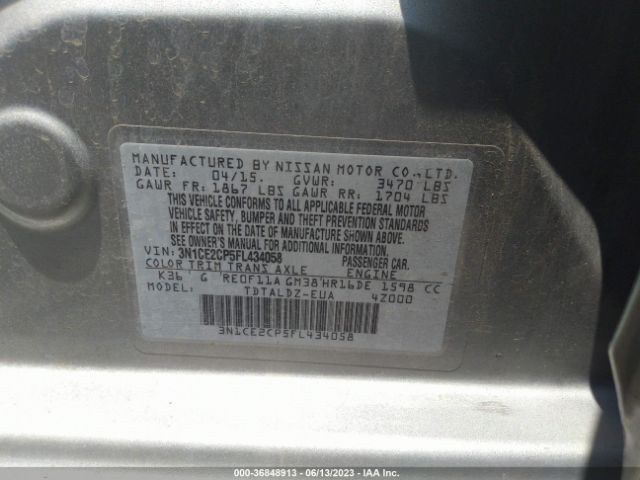 MANUFACTURED BY NISSAN MOTOR CO.,LTD.
DATE: 04/15. GVWR: 3470 LBS
GAWR FR: 1867 LBS GAWR RR: 1704 LBS
THIS VEHICLE CONFORMS TO ALL APPLICABLE FEDERAL MOTOR
VEHICLE SAFETY, BUMPER AND THEFT PREVENTION STANDARDS
IN EFFECT ON THE DATE OF MANUFACTURE SHOWN ABOVE.
SEE OWNER'S MANUAL FOR ADDITIONAL INFORMATION.
VIN: 3N1CE2CP5FL434058 PASSENGER CAR.
COLOR TRIM TRANS AXLE ENGINE
K36 G RE0F11A GM38 HR16DE 1598 CC
MODEL: TDTALDZ-EUA 4Z000
3N1CE2CP5FL434058
000-36848913 - 06/13/2023 - IAA Inc.